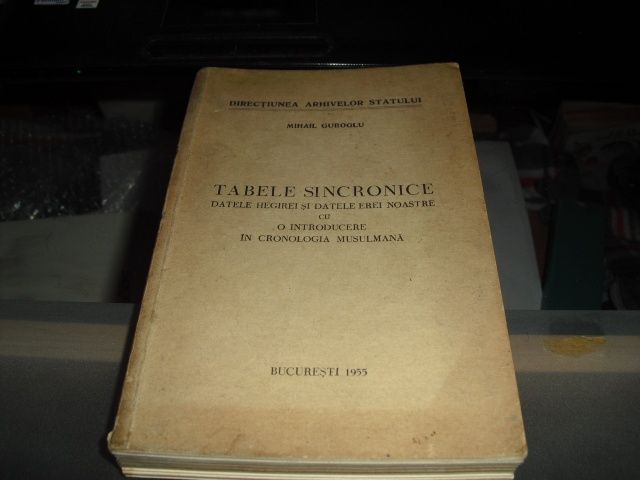 DIRECȚIUNEA ARHIVELOR STATULUI
MIHAIL GUBOGLU
TABELE SINCRONICE
DATELE HEGIREI ȘI DATELE EREI NOASTRE
CU
O INTRODUCERE
ÎN CRONOLOGIA MUSULMANĂ
BUCUREȘTI 1955